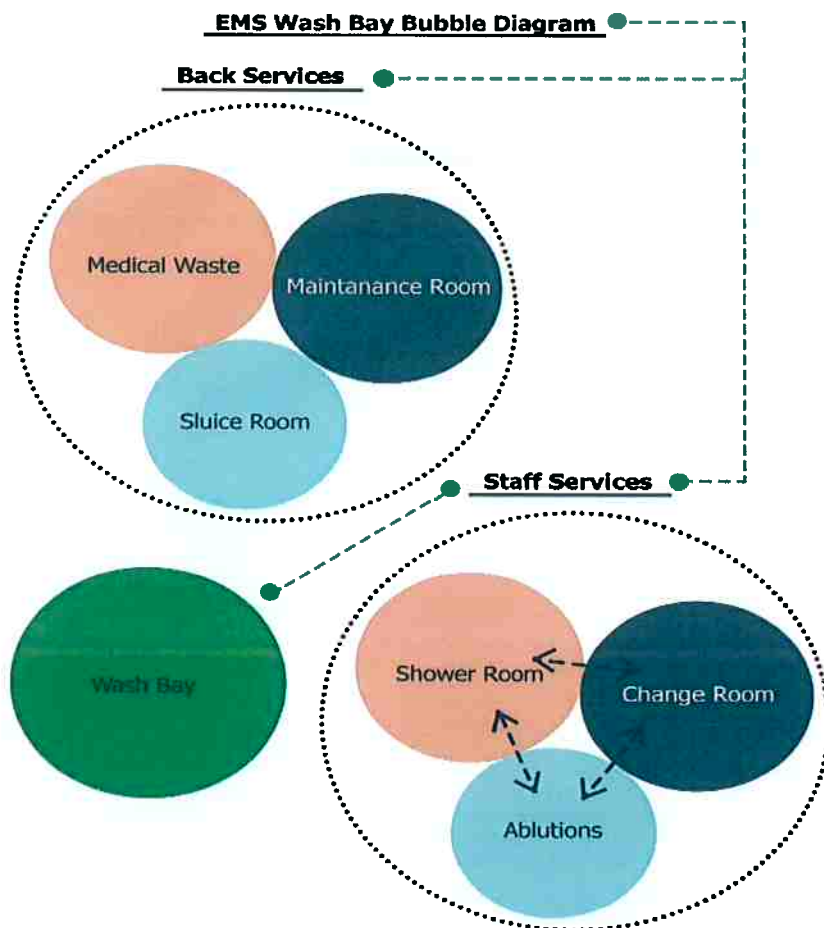 EMS Wash Bay Bubble Diagram
Back Services
Medical Waste
Maintanance Room
Sluice Room
Staff Services
Wash Bay
Shower Room
Change Room
Ablutions